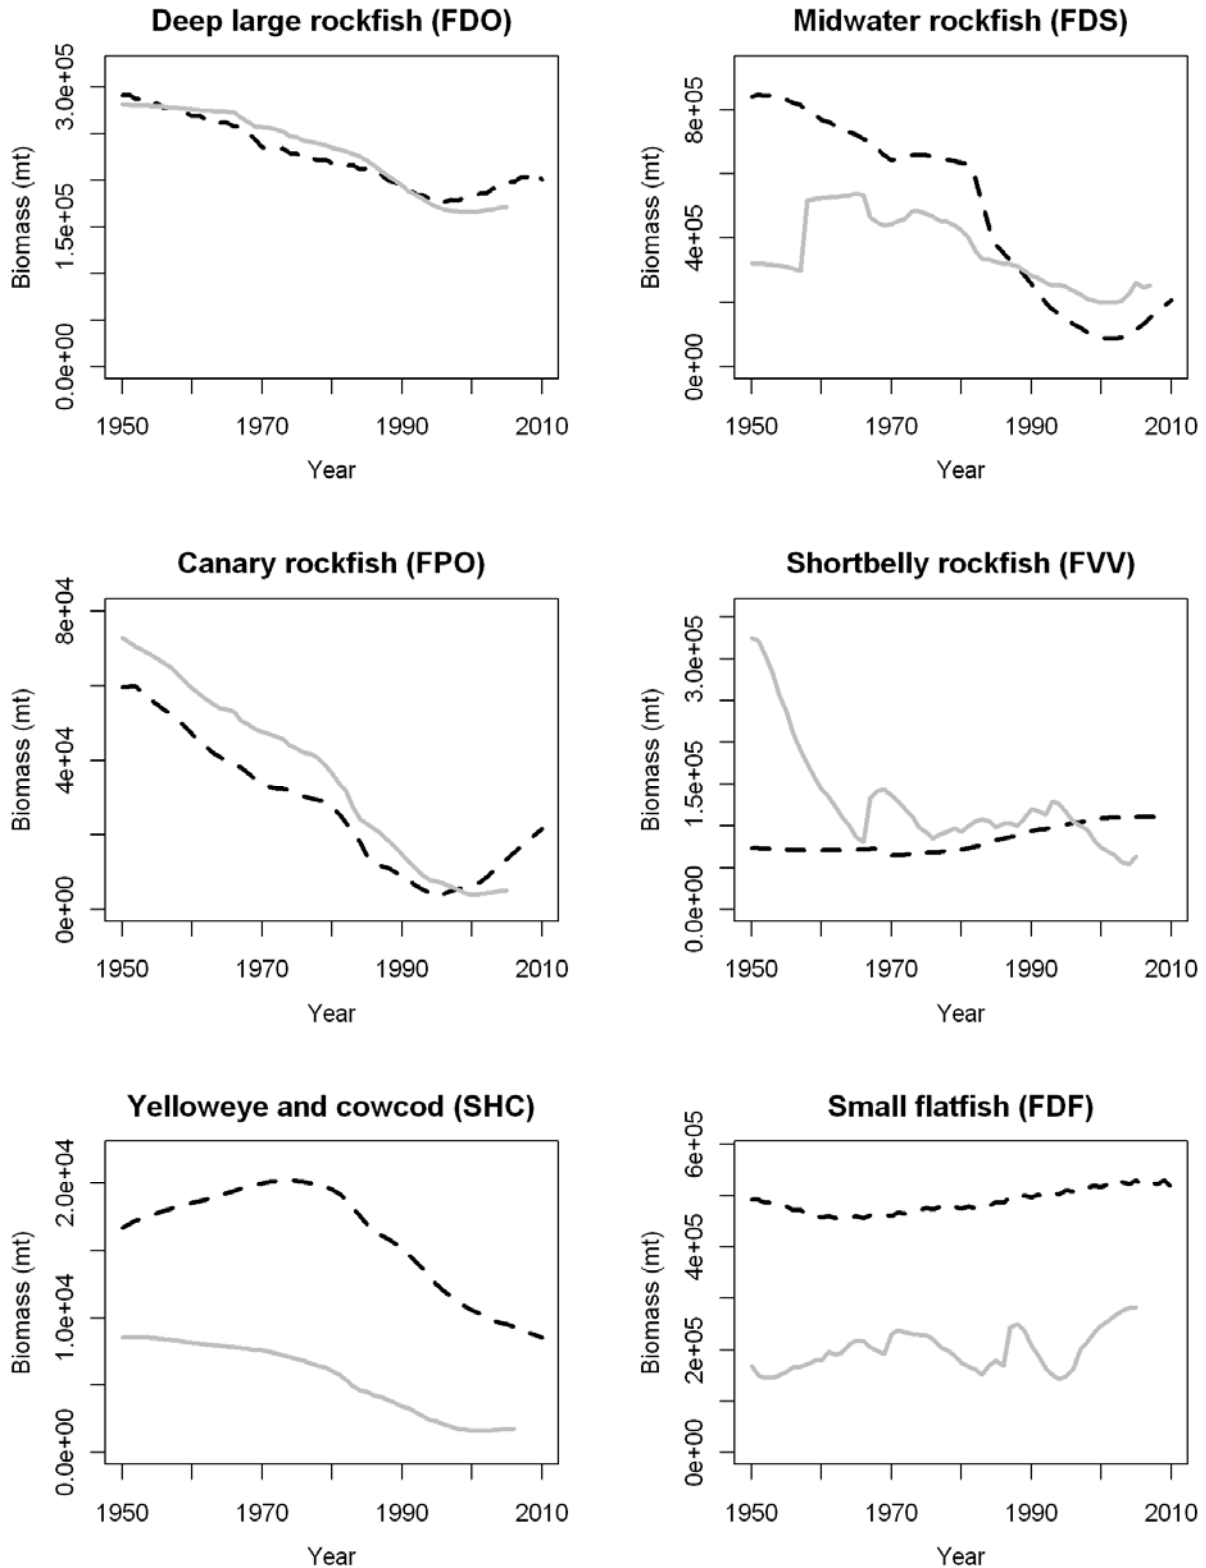 Deep large rockfish (FDO)
Biomass (mt)
0.0e+00 1.5e+05 3.0e+05
1950 1970 1990 2010
Year
Midwater rockfish (FDS)
Biomass (mt)
0e+00 4e+05 8e+05
1950 1970 1990 2010
Year
Canary rockfish (FPO)
Biomass (mt)
0e+00 4e+04 8e+04
1950 1970 1990 2010
Year
Shortbelly rockfish (FVV)
Biomass (mt)
0.0e+00 1.5e+05 3.0e+05
1950 1970 1990 2010
Year
Yelloweye and cowcod (SHC)
Biomass (mt)
0.0e+00 1.0e+04 2.0e+04
1950 1970 1990 2010
Year
Small flatfish (FDF)
Biomass (mt)
0e+00 2e+05 4e+05 6e+05
1950 1970 1990 2010
Year